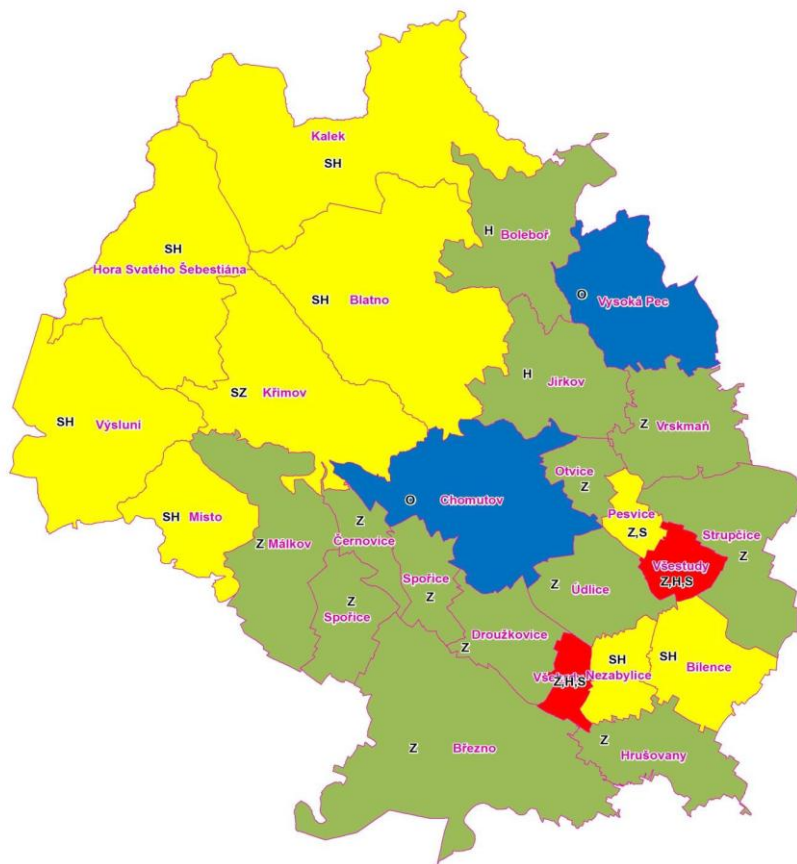 Kalek
SH
H
Boleboř
SH
Hora Svatého Šebestiána
O
Vysoká Pec
SH
Blatno
H
Jirkov
SZ
Křimov
SH
Výsluní
Z
Vrskmaň
Otvice
Z
O
Chomutov
Pesvice
Z,S
SH
Místo
Z
Málkov
Z
Černovice
Strupčice
Z
Všestudy
Z,H,S
Spořice
Z
Z
Údlice
Z
Spořice
Droužkovice
Z
SH
Nezabylice
SH
Bílence
Z,H,S
Z
Březno
Z
Hrušovany